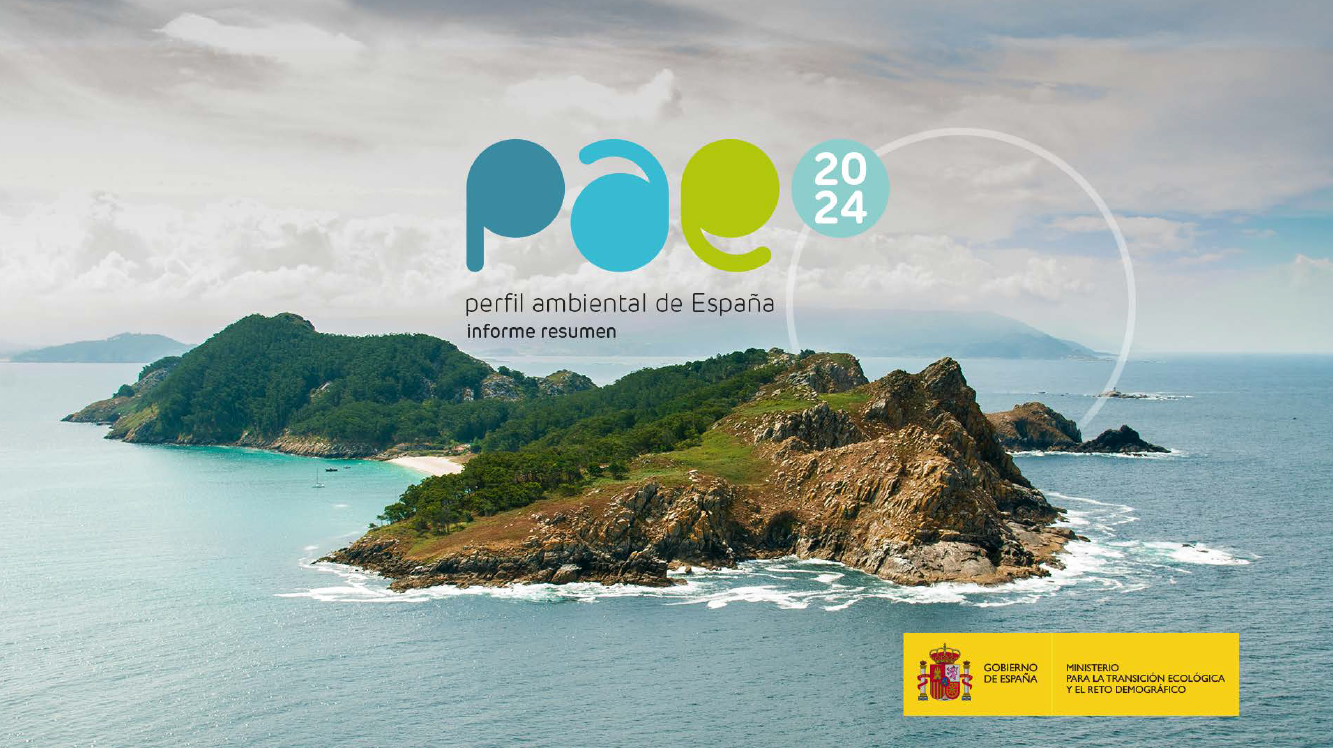 pae
20
24
perfil ambiental de España
informe resumen
GOBIERNO
DE ESPAÑA
MINISTERIO
PARA LA TRANSICIÓN ECOLÓGICA
Y EL RETO DEMOGRÁFICO